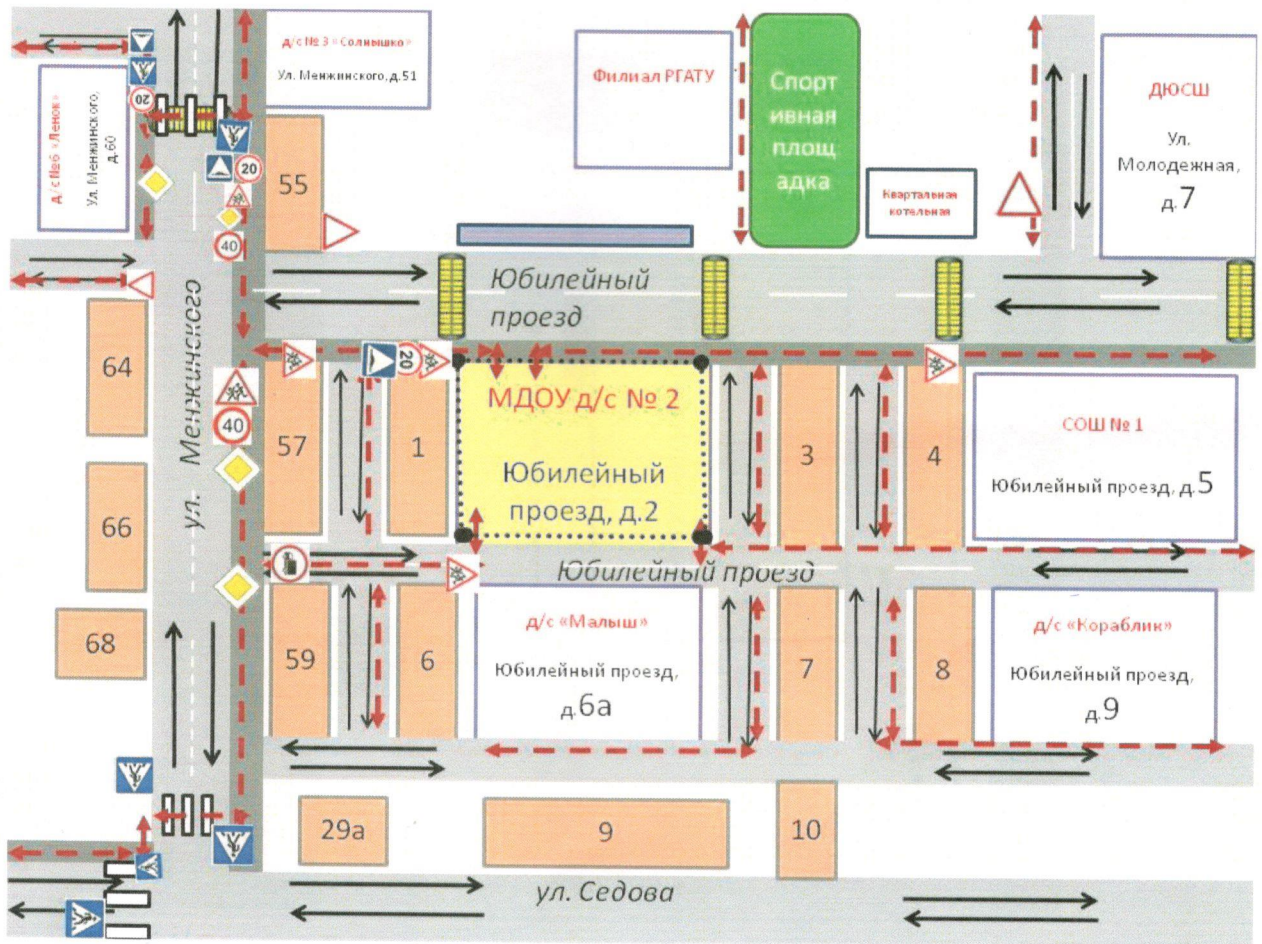 д/с № 3 «Солнышко»
Ул. Менжинского, д.51
Филиал РГАТУ
Спорт
ивная
площ
адка
ДЮСШ
Ул.
Молодежная,
д.7
д/с №6 «Ленок»
Ул. Менжинского,
д.60
20
20
40
55
Квартальная
котельная
Юбилейный
проезд
ул. Менжинского
64
20
40
57
1
МДОУ д/с № 2
Юбилейный
проезд, д.2
3
4
СОШ № 1
Юбилейный проезд, д.5
66
Юбилейный проезд
68
59
6
д/с «Малыш»
Юбилейный проезд,
д.6а
7
8
д/с «Кораблик»
Юбилейный проезд,
д.9
29а
9
10
ул. Седова